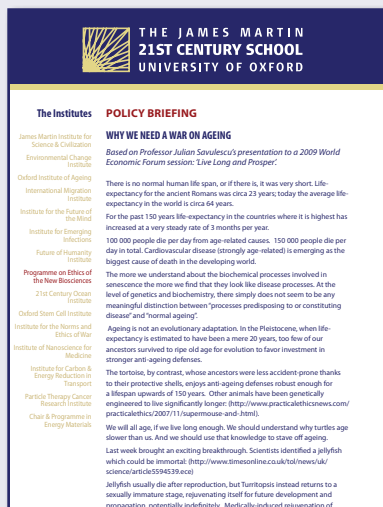 THE JAMES MARTIN
21ST CENTURY SCHOOL
UNIVERSITY OF OXFORD
The Institutes
James Martin Institute for
Science & Civilization
Environmental Change
Institute
Oxford Institute of Ageing
International Migration
Institute
Institute for the Future of
the Mind
Institute for Emerging
Infections
Future of Humanity
Institute
Programme on Ethics of
the New Biosciences
21st Century Ocean
Institute
Oxford Stem Cell Institute
Institute for the Norms and
Ethics of War
Institute of Nanoscience for
Medicine
Institute for Carbon &
Energy Reduction in
Transport
Particle Therapy Cancer
Research Institute
Chair & Programme in
Energy Materials
POLICY BRIEFING
WHY WE NEED A WAR ON AGEING
Based on Professor Julian Savulescu's presentation to a 2009 World
Economic Forum session: 'Live Long and Prosper'.
There is no normal human life span, or if there is, it was very short. Life-
expectancy for the ancient Romans was circa 23 years; today the average life-
expectancy in the world is circa 64 years.
For the past 150 years life-expectancy in the countries where it is highest has
increased at a very steady rate of 3 months per year.
100 000 people die per day from age-related causes. 150 000 people die per
day in total. Cardiovascular disease (strongly age-related) is emerging as the
biggest cause of death in the developing world.
The more we understand about the biochemical processes involved in
senescence the more we find that they look like disease processes. At the
level of genetics and biochemistry, there simply does not seem to be any
meaningful distinction between "processes predisposing to or constituting
disease" and "normal ageing".
Ageing is not an evolutionary adaptation. In the Pleistocene, when life-
expectancy is estimated to have been a mere 20 years, too few of our
ancestors survived to ripe old age for evolution to favor investment in
stronger anti-ageing defenses.
The tortoise, by contrast, whose ancestors were less accident-prone thanks
to their protective shells, enjoys anti-ageing defenses robust enough for
a lifespan upwards of 150 years. Other animals have been genetically
engineered to live significantly longer: (http://www.practicalethicsnews.com/
practicalethics/2007/11/supermouse-and-.html).
We will all age, if we live long enough. We should understand why turtles age
slower than us. And we should use that knowledge to stave off ageing.
Last week brought an exciting breakthrough. Scientists identified a jellyfish
which could be immortal: (http://www.timesonline.co.uk/tol/news/uk/
science/article5594539.ece)
Jellyfish usually die after reproduction, but Turritopsis instead returns to a
sexually immature stage, rejuvenating itself for future development and
propagation, potentially indefinitely. Medically-induced rejuvenation of